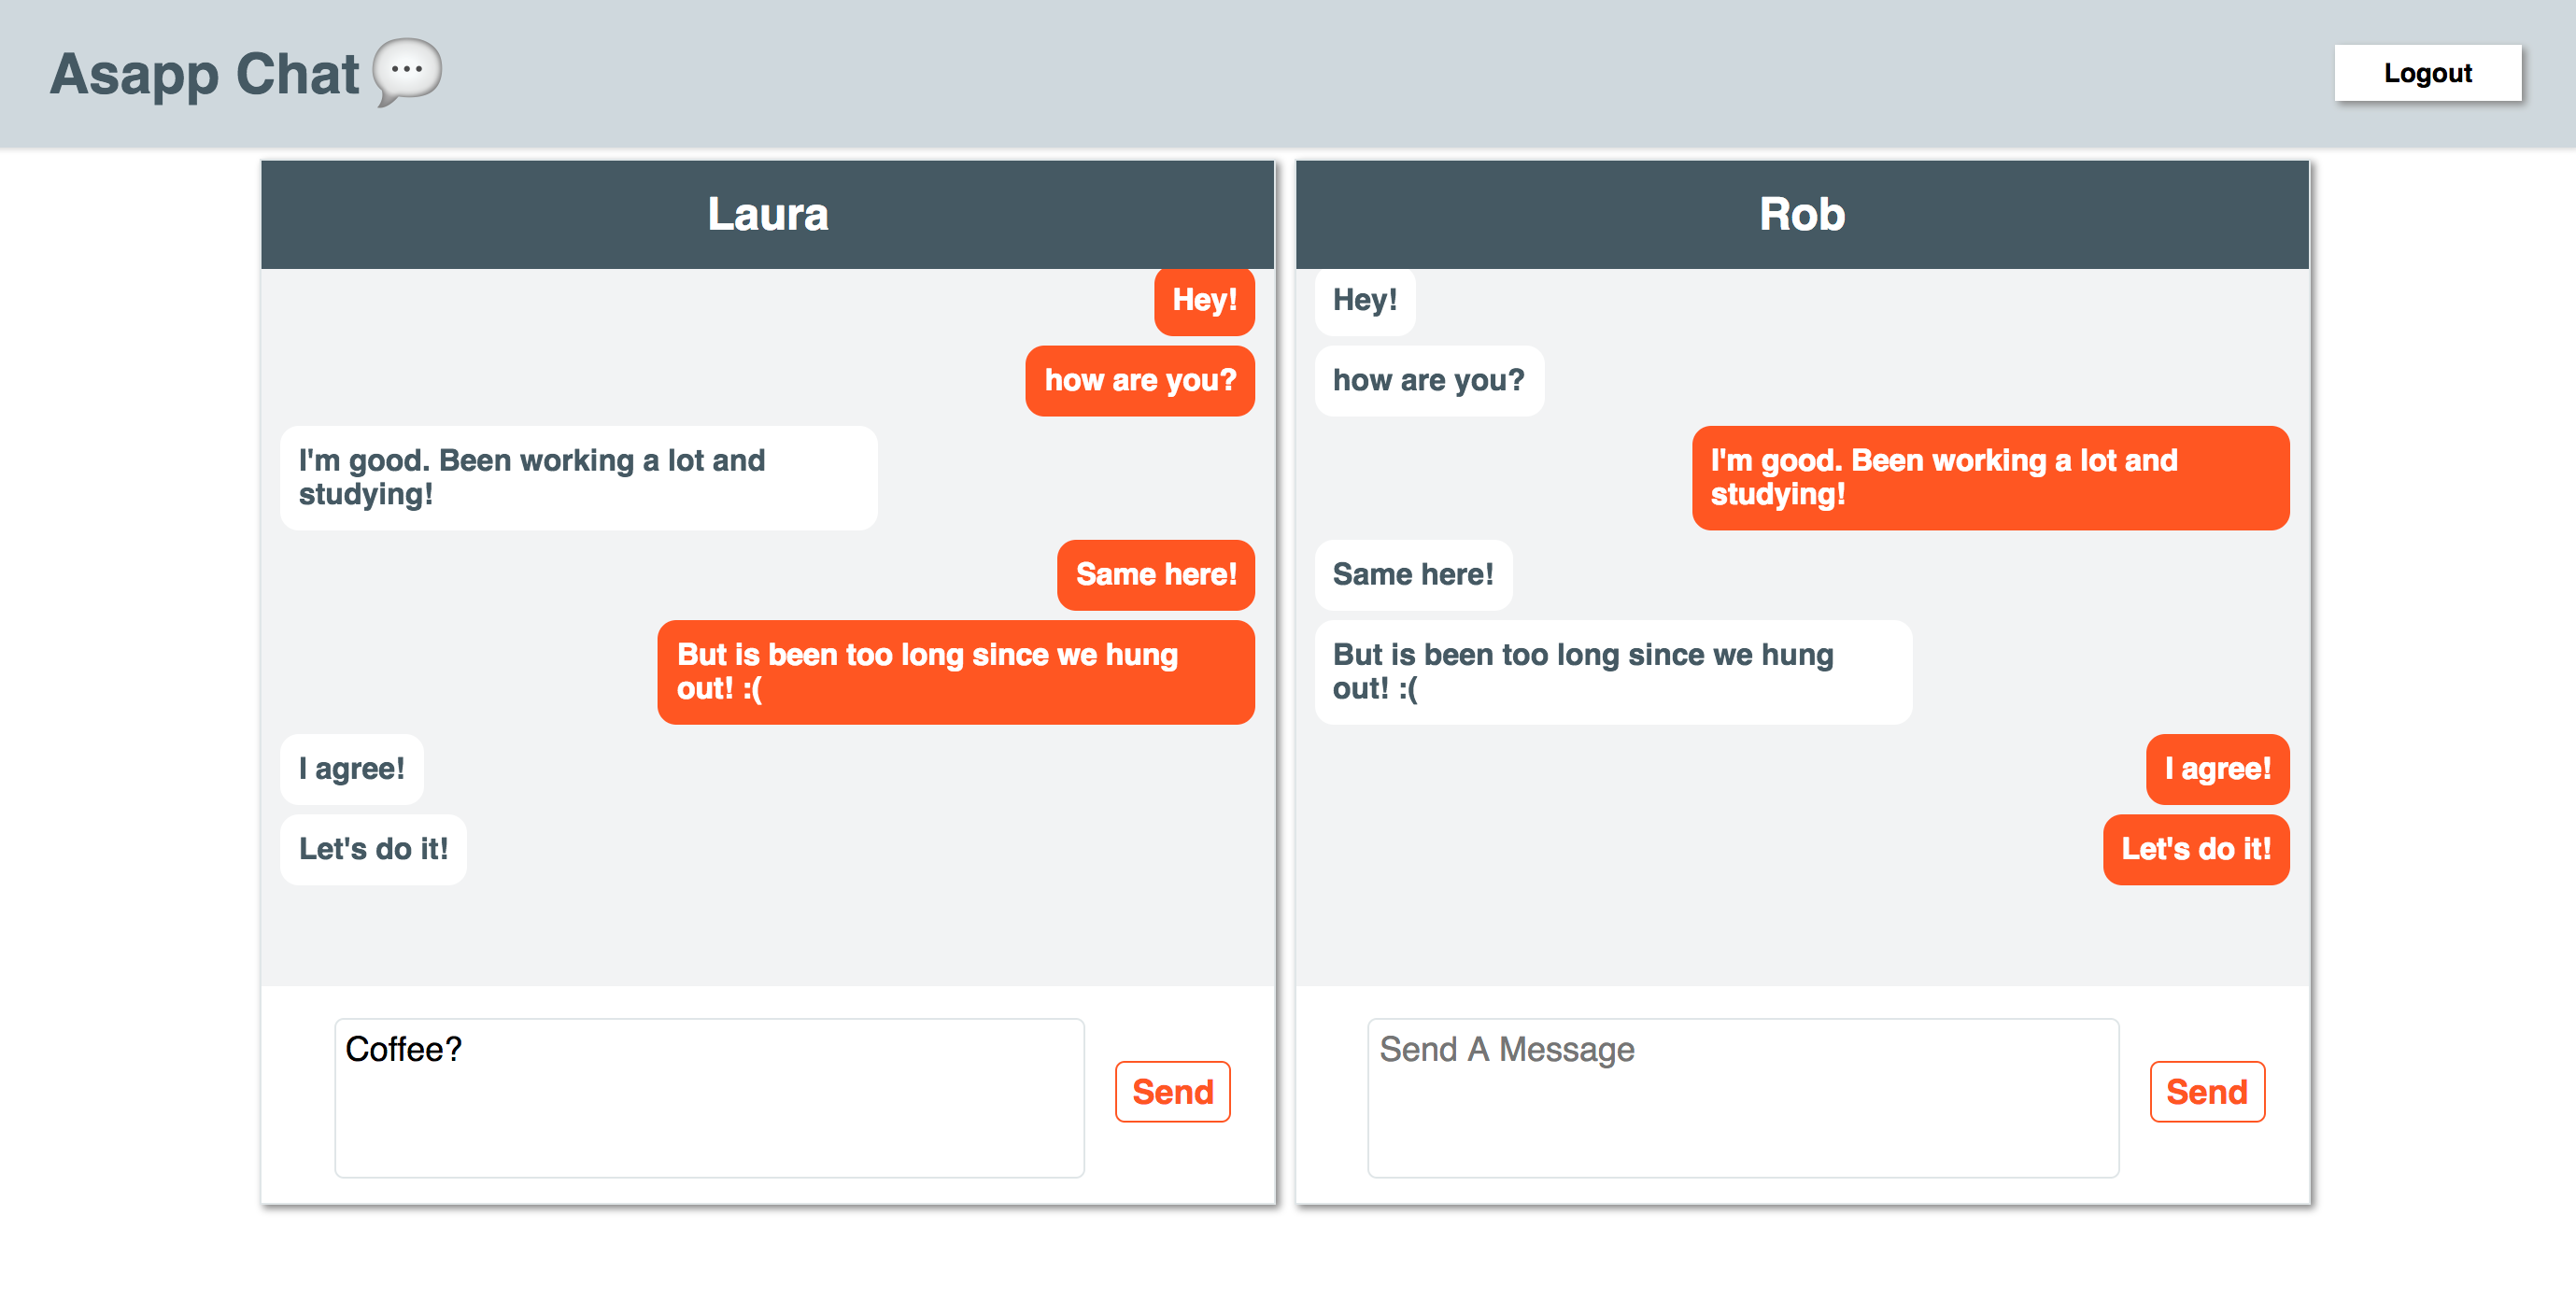 Asapp Chat
Logout
Laura
Hey!
how are you?
I'm good. Been working a lot and
studying!
Same here!
But is been too long since we hung
out! :(
I agree!
Let's do it!
Coffee?
Send
Rob
Hey!
how are you?
I'm good. Been working a lot and
studying!
Same here!
But is been too long since we hung
out! :(
I agree!
Let's do it!
Send A Message
Send